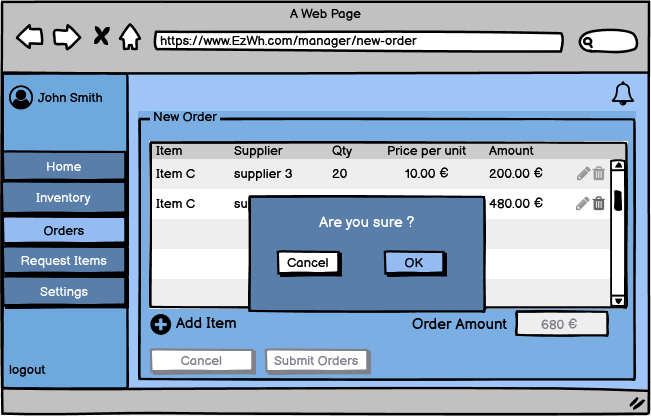 A Web Page
https://www.EzWh.com/manager/new-order
John Smith
Home
Inventory
Orders
Request Items
Settings
logout
New Order
Item Supplier Qty Price per unit Amount
Item C supplier 3 20 10.00 € 200.00 €
Item C 480.00 €
Are you sure ?
Cancel OK
Add Item Order Amount 680 €
Cancel Submit Orders